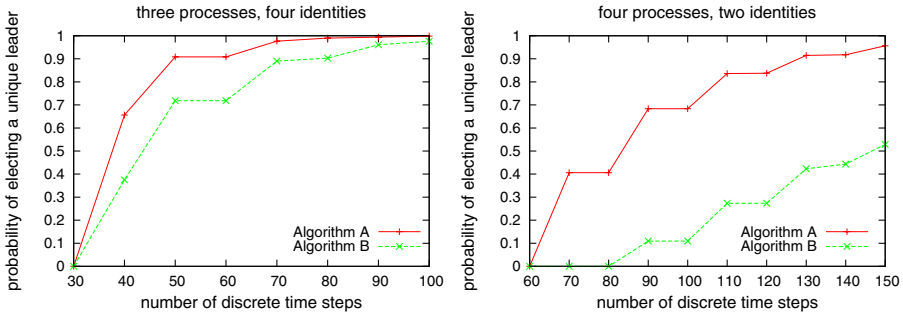 three processes, four identities
probability of electing a unique leader
1
0.9
0.8
0.7
0.6
0.5
0.4
0.3
0.2
0.1
0
30 40 50 60 70 80 90 100
number of discrete time steps
Algorithm A
Algorithm B
four processes, two identities
probability of electing a unique leader
1
0.9
0.8
0.7
0.6
0.5
0.4
0.3
0.2
0.1
0
60 70 80 90 100 110 120 130 140 150
number of discrete time steps
Algorithm A
Algorithm B